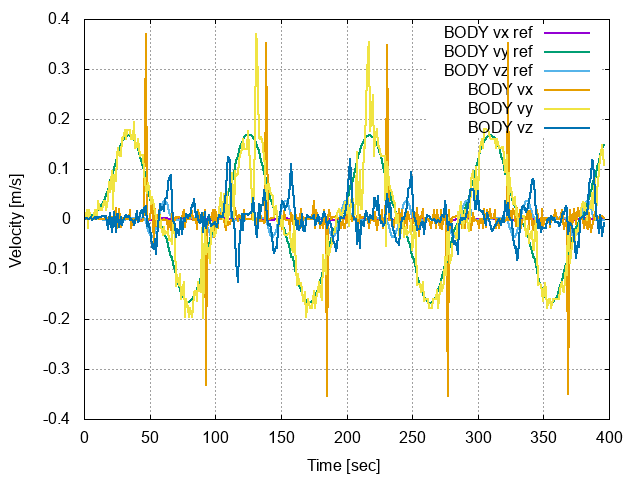 0.4
0.3
0.2
0.1
0
-0.1
-0.2
-0.3
-0.4
Velocity [m/s]
BODY vx ref
BODY vy ref
BODY vz ref
BODY vx
BODY vy
BODY vz
0 50 100 150 200 250 300 350 400
Time [sec]